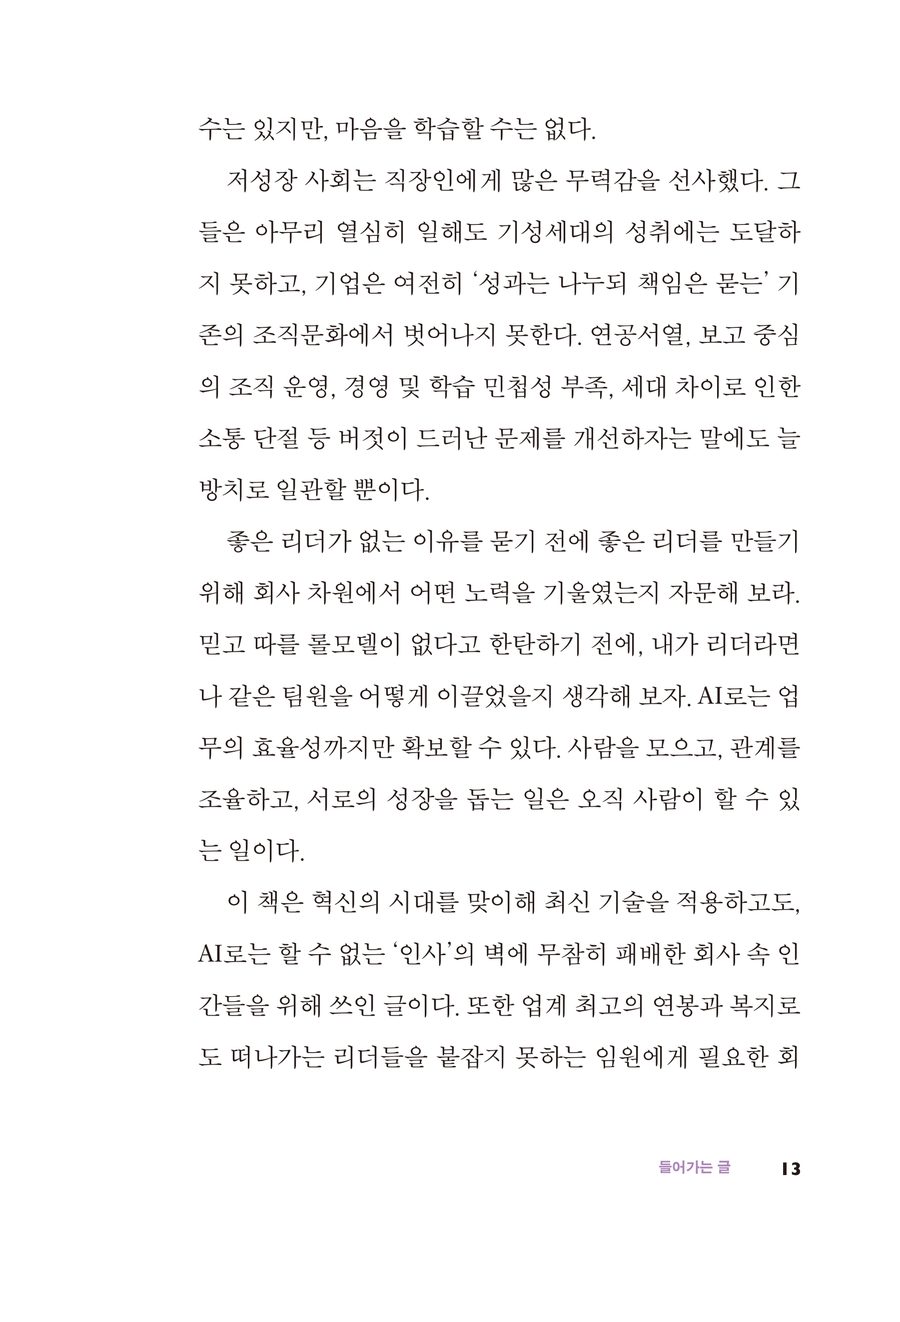 수는 있지만, 마음을 학습할 수는 없다.
저성장 사회는 직장인에게 많은 무력감을 선사했다. 그
들은 아무리 열심히 일해도 기성세대의 성취에는 도달하
지 못하고, 기업은 여전히 ‘성과는 나누되 책임은 묻는’ 기
존의 조직문화에서 벗어나지 못한다. 연공서열, 보고 중심
의 조직 운영, 경영 및 학습 민첩성 부족, 세대 차이로 인한
소통 단절 등 버젓이 드러난 문제를 개선하자는 말에도 늘
방치로 일관할 뿐이다.
좋은 리더가 없는 이유를 묻기 전에 좋은 리더를 만들기
위해 회사 차원에서 어떤 노력을 기울였는지 자문해 보라.
믿고 따를 롤모델이 없다고 한탄하기 전에, 내가 리더라면
나 같은 팀원을 어떻게 이끌었을지 생각해 보자. AI로는 업
무의 효율성까지만 확보할 수 있다. 사람을 모으고, 관계를
조율하고, 서로의 성장을 돕는 일은 오직 사람이 할 수 있
는 일이다.
이 책은 혁신의 시대를 맞이해 최신 기술을 적용하고도,
AI로는 할 수 없는 ‘인사’의 벽에 무참히 패배한 회사 속 인
간들을 위해 쓰인 글이다. 또한 업계 최고의 연봉과 복지로
도 떠나가는 리더들을 붙잡지 못하는 임원에게 필요한 회
들어가는 글 13